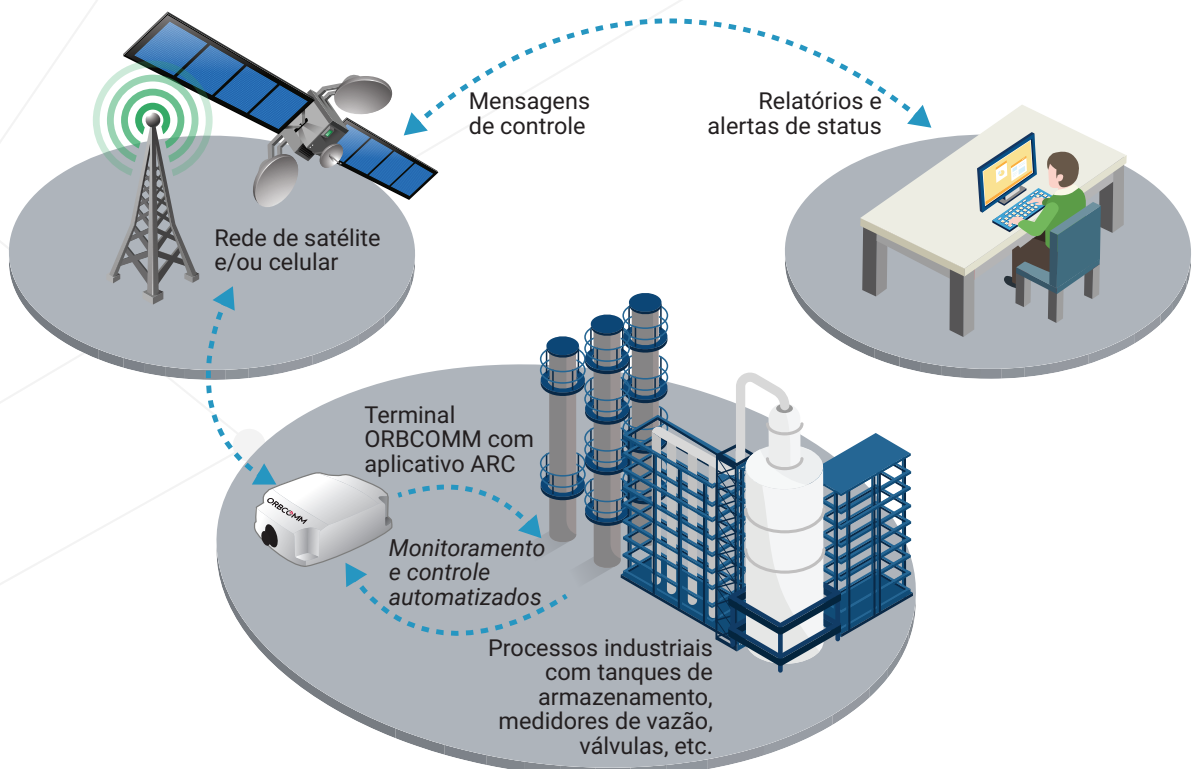 Mensagens
de controle
Relatórios e
alertas de status
Rede de satélite
e/ou celular
Terminal
ORBCOMM com
aplicativo ARC
ORBCOMM
Monitoramento
e controle
automatizados
Processos industriais
com tanques de
armazenamento,
medidores de vazão,
válvulas, etc.